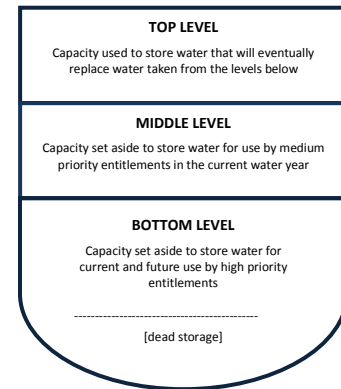 TOP LEVEL
Capacity used to store water that will eventually
replace water taken from the levels below
MIDDLE LEVEL
Capacity set aside to store water for use by medium
priority entitlements in the current water year
BOTTOM LEVEL
Capacity set aside to store water for
current and future use by high priority
entitlements
--------------------------------------------
[dead storage]